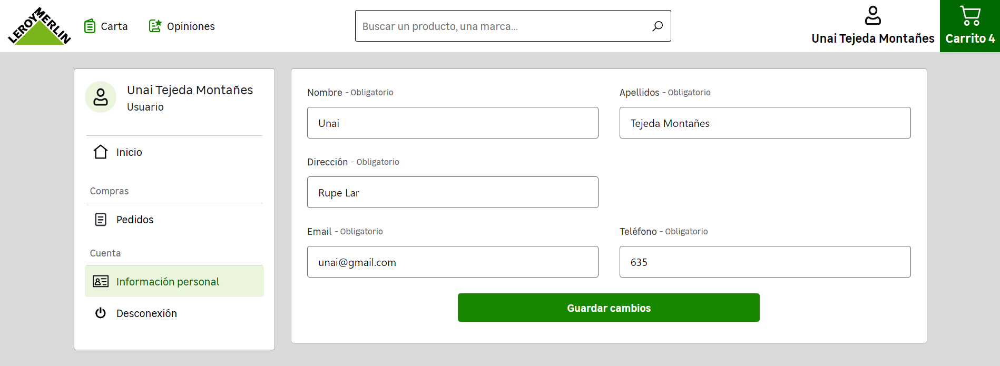 LEROY MERLIN
Carta
Opiniones
Buscar un producto, una marca...
Unai Tejeda Montañes
Carrito 4
Unai Tejeda Montañes
Usuario
Inicio
Compras
Pedidos
Cuenta
Información personal
Desconexión
Nombre - Obligatorio
Unai
Apellidos - Obligatorio
Tejeda Montañes
Dirección - Obligatorio
Rupe Lar
Email - Obligatorio
unai@gmail.com
Teléfono - Obligatorio
635
Guardar cambios